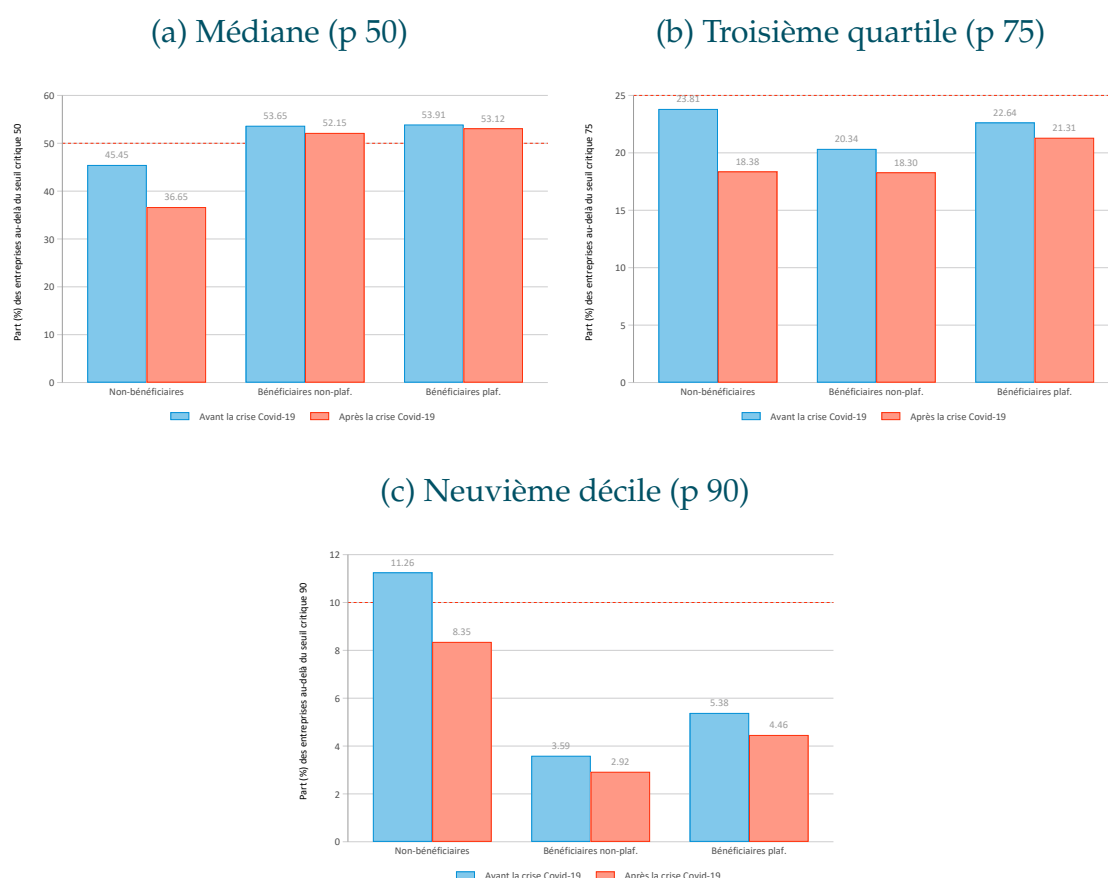 (a) Médiane (p 50)
Part (%) des entreprises au-delà du seuil critique 50
60
50
40
30
20
10
0
45.45
36.65
53.65
52.15
53.91
53.12
Non-bénéficiaires
Bénéficiaires non-plaf.
Bénéficiaires plaf.
Avant la crise Covid-19
Après la crise Covid-19
(b) Troisième quartile (p 75)
Part (%) des entreprises au-delà du seuil critique 75
25
20
15
10
5
0
23.81
18.38
20.34
18.30
22.64
21.31
Non-bénéficiaires
Bénéficiaires non-plaf.
Bénéficiaires plaf.
Avant la crise Covid-19
Après la crise Covid-19
(c) Neuvième décile (p 90)
Part (%) des entreprises au-delà du seuil critique 90
12
10
8
6
4
2
0
11.26
8.35
3.59
2.92
5.38
4.46
Non-bénéficiaires
Bénéficiaires non-plaf.
Bénéficiaires plaf.
Avant la crise Covid-19
Après la crise Covid-19